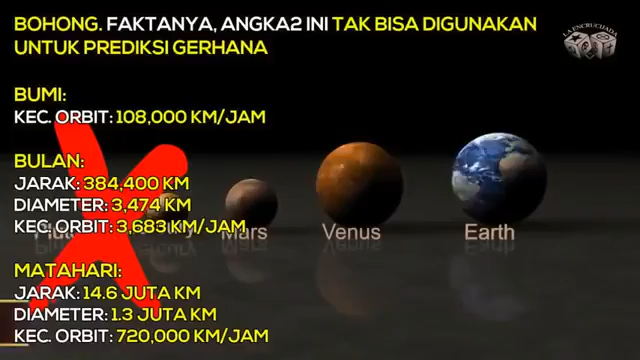 BOHONG. FAKTANYA, ANGKA2 INI TAK BISA DIGUNAKAN
UNTUK PREDIKSI GERHANA
LA ENCRUCIJADA
BUMI:
KEC. ORBIT: 108,000 KM/JAM
BULAN:
JARAK: 384,400 KM
DIAMETER: 3,474 KM
KEC. ORBIT: 3,683 KM/JAM
Mars
Venus
Earth
MATAHARI:
JARAK: 14.6 JUTA KM
DIAMETER: 1.3 JUTA KM
KEC. ORBIT: 720,000 KM/JAM